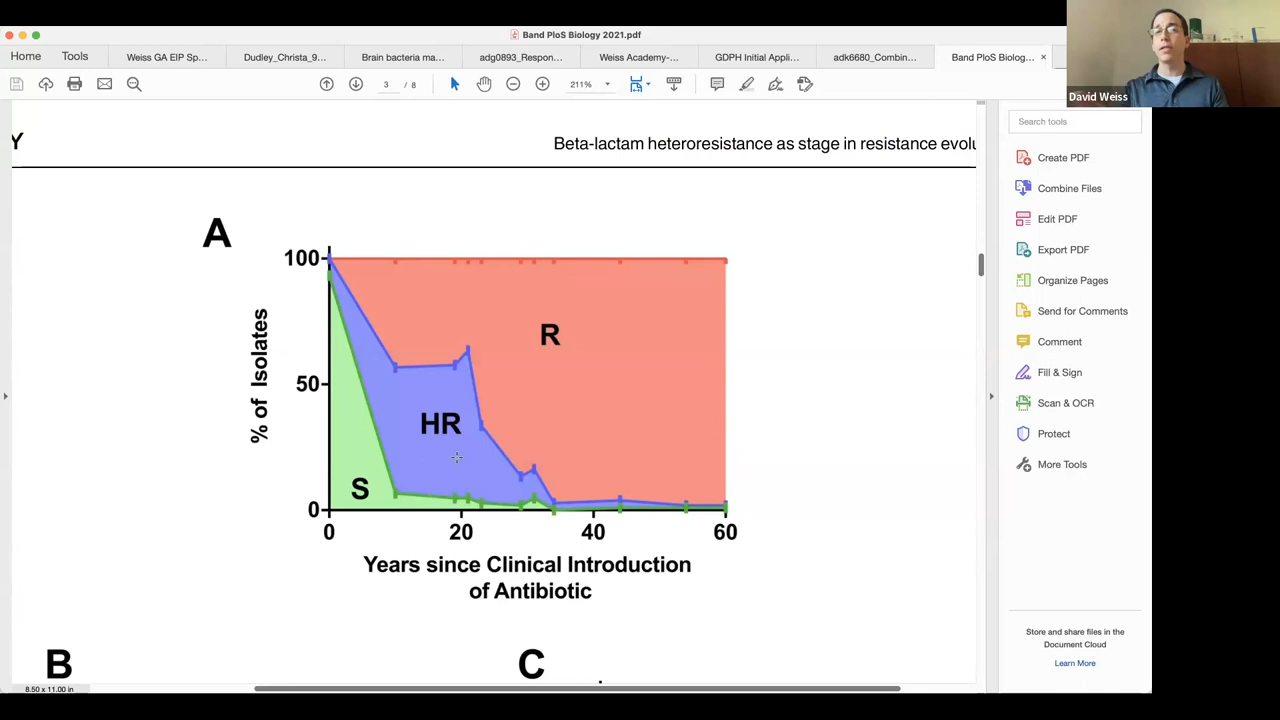 Band PloS Biology 2021.pdf
Home
Tools
Weiss GA EIP Sp...
Dudley_Christa_9...
Brain bacteria ma...
adg0893_Respon...
Weiss Academy-...
GDPH Initial Appli...
adk6680_Combin...
Band PloS Biolog...
×
3 / 8
211%
David Weiss
Search tools
Create PDF
Combine Files
Edit PDF
Export PDF
Organize Pages
Send for Comments
Comment
Fill & Sign
Scan & OCR
Protect
More Tools
Store and share files in the
Document Cloud
Learn More
Y
Beta-lactam heteroresistance as stage in resistance evolu
A
100
50
0
% of Isolates
R
HR
S
0 20 40 60
Years since Clinical Introduction
of Antibiotic
B
C
8.50 x 11.00 in